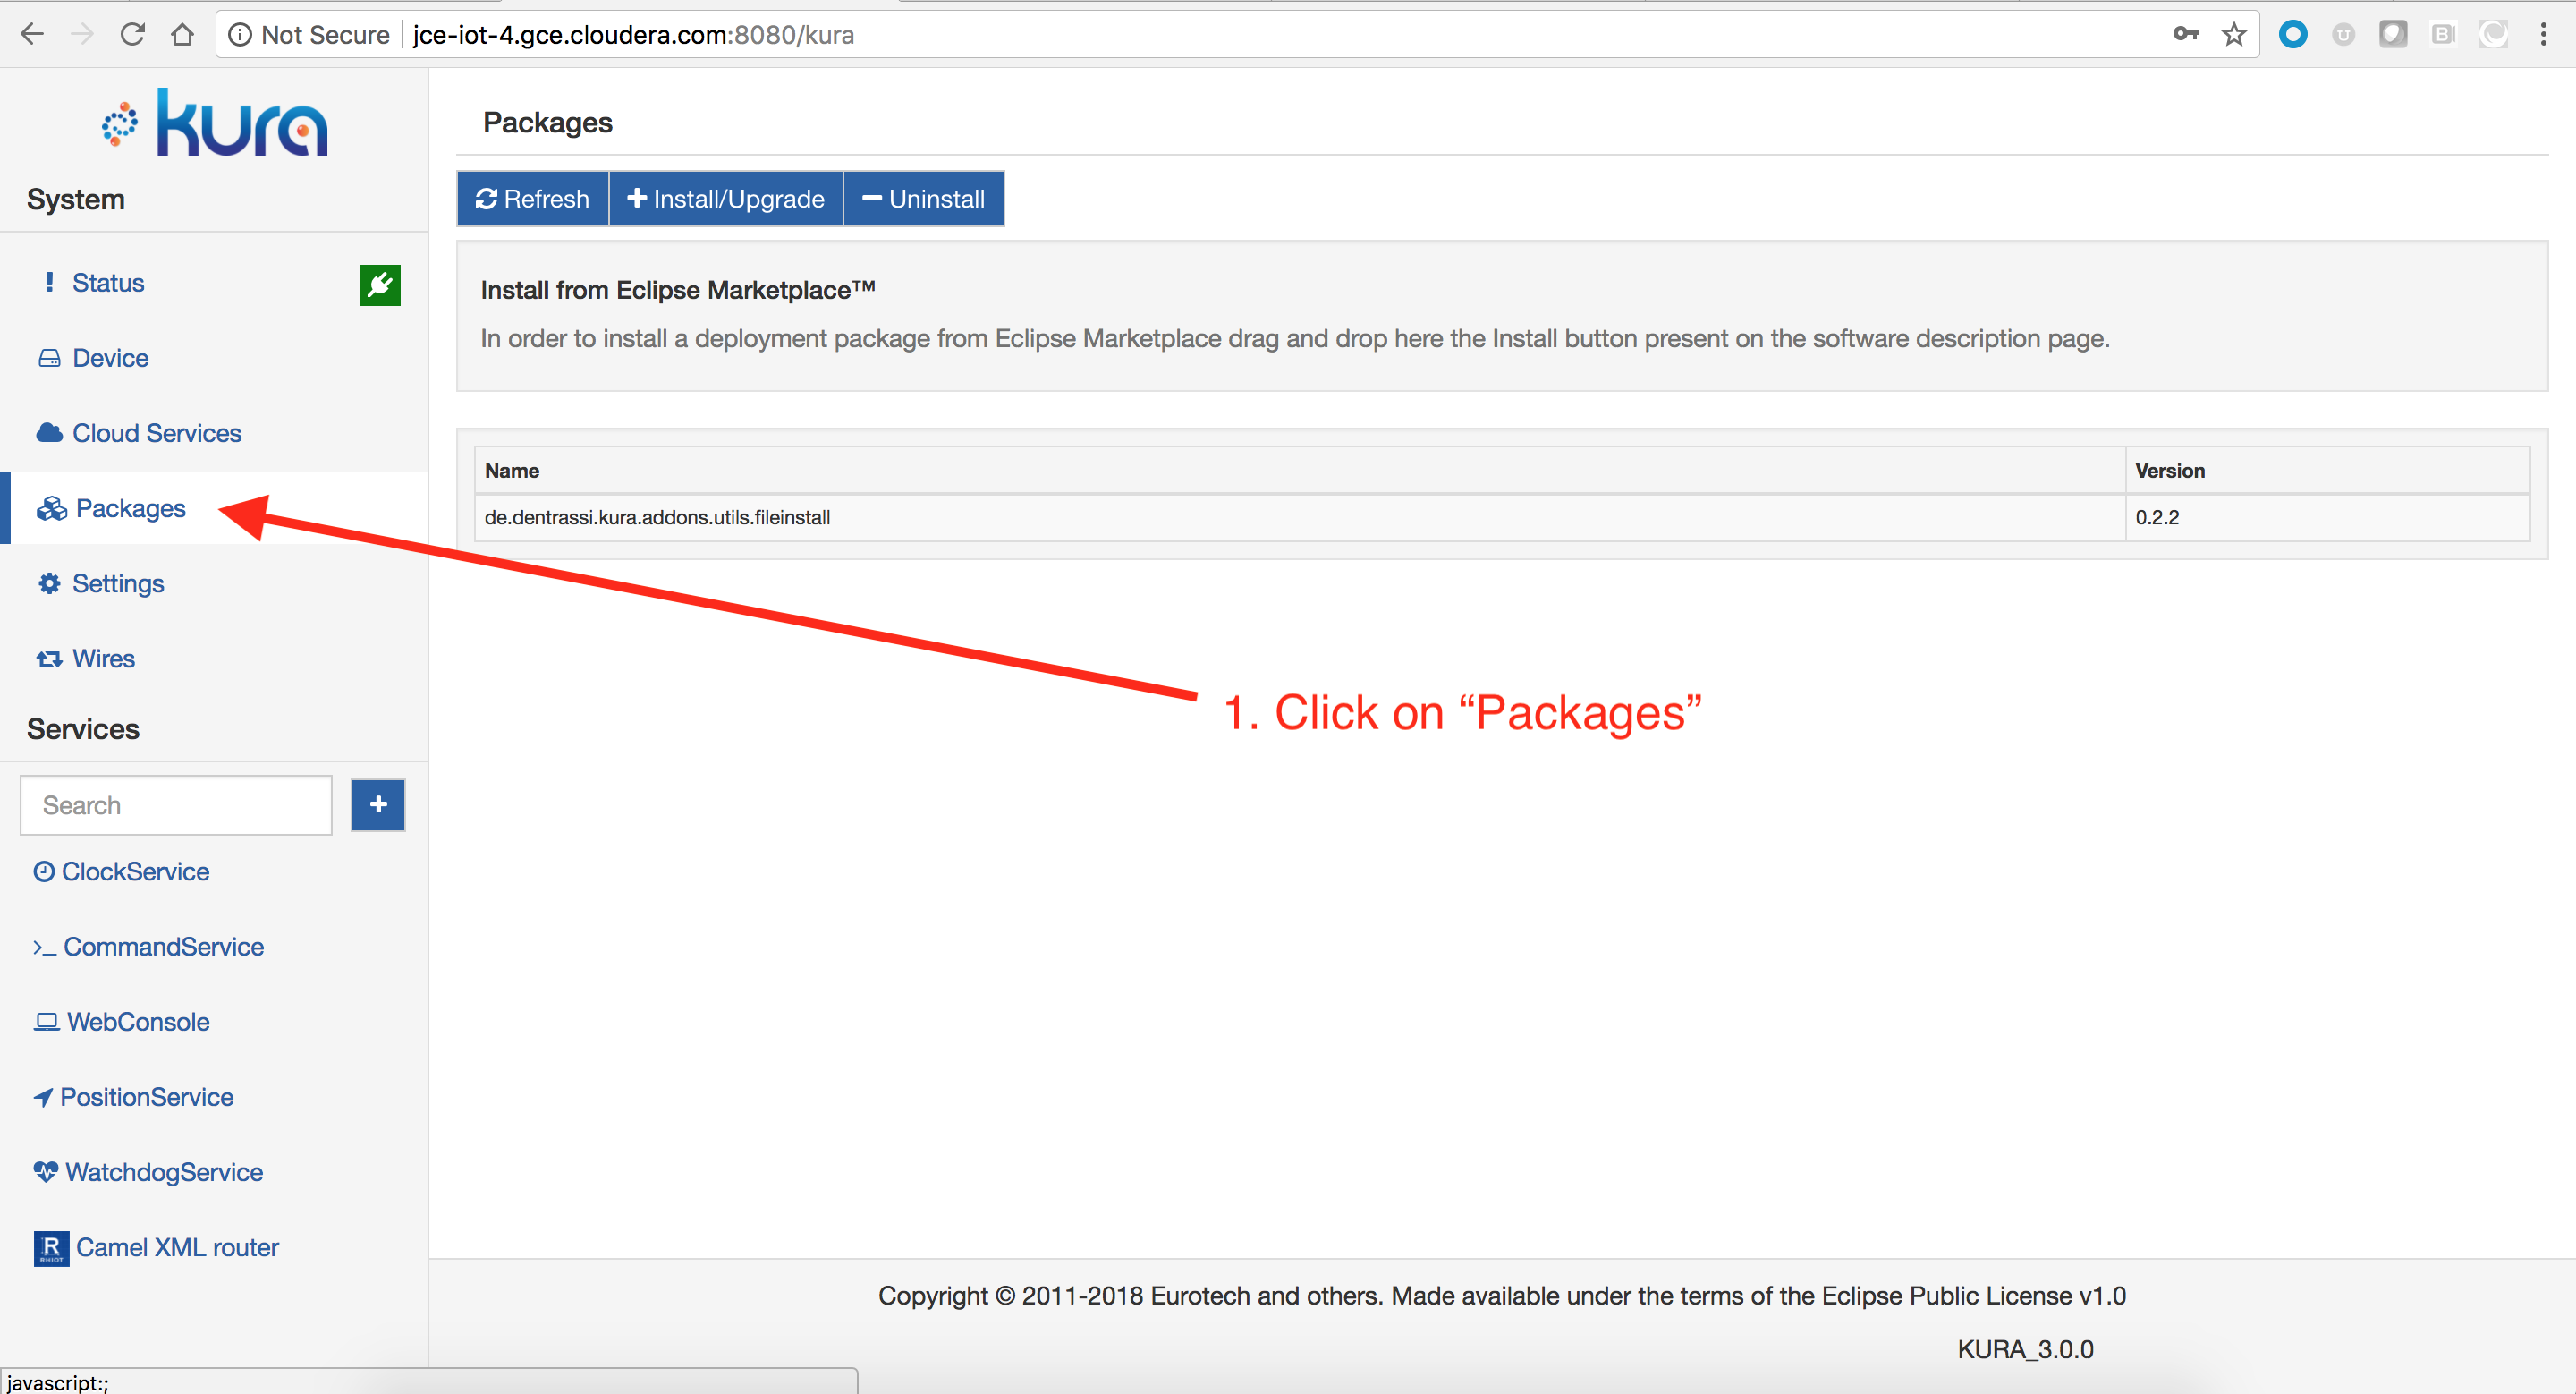 Not Secure | jce-iot-4.gce.cloudera.com:8080/kura
kura
System
Status
Device
Cloud Services
Packages
Settings
Wires
Services
Search
ClockService
CommandService
WebConsole
PositionService
WatchdogService
R RHIOT Camel XML router
Packages
Refresh Install/Upgrade Uninstall
Install from Eclipse Marketplace™
In order to install a deployment package from Eclipse Marketplace drag and drop here the Install button present on the software description page.
Name Version
de.dentrassi.kura.addons.utils.fileinstall 0.2.2
1. Click on “Packages”
Copyright © 2011-2018 Eurotech and others. Made available under the terms of the Eclipse Public License v1.0
KURA_3.0.0
javascript:;